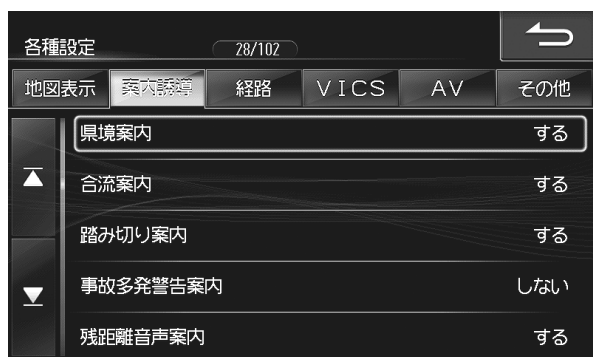 各種設定 28/102
地図表示 案内誘導 経路 VICS AV その他
県境案内 する
合流案内 する
踏み切り案内 する
事故多発警告案内 しない
残距離音声案内 する